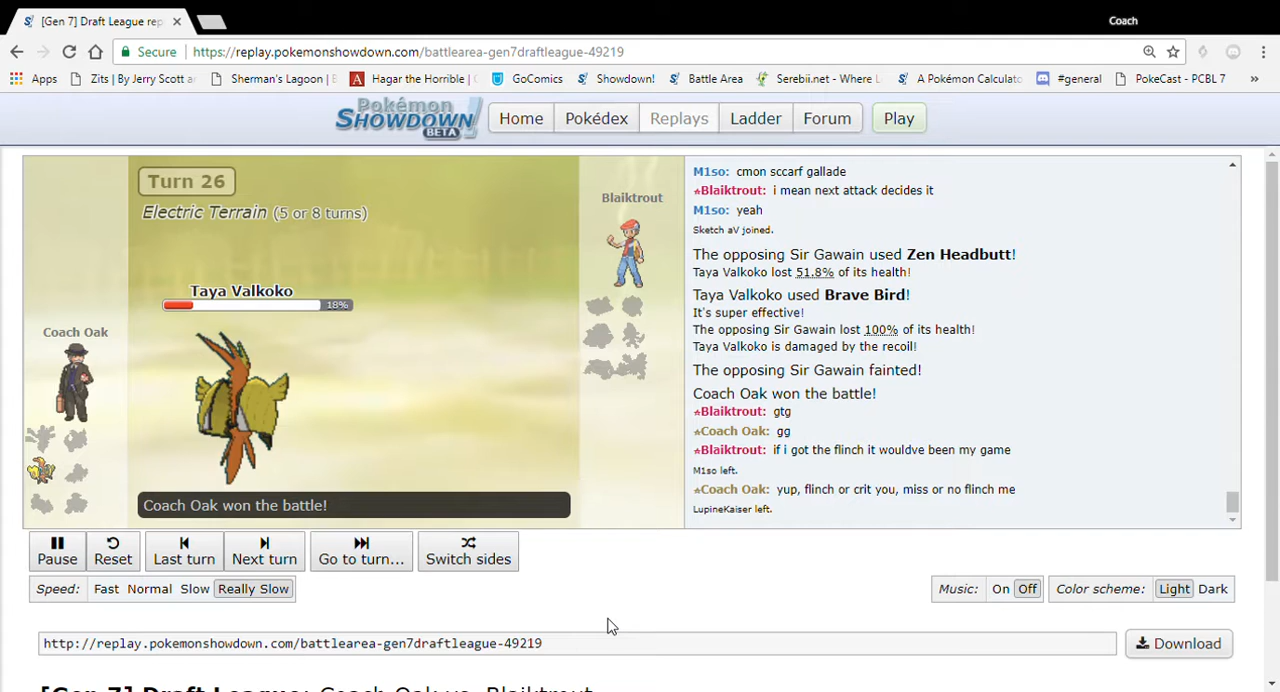 Coach
[Gen 7] Draft League rep
Secure https://replay.pokemonshowdown.com/battlearea-gen7draftleague-49219
Apps Zits | By Jerry Scott a Sherman's Lagoon | B Hagar the Horrible | C GoComics Showdown! Battle Area Serebii.net - Where L A Pokémon Calculato #general PokeCast - PCBL 7 »
Pokémon
SHOWDOWN!
BETA
Home Pokédex Replays Ladder Forum Play
Turn 26
Electric Terrain (5 or 8 turns)
Taya Valkoko
18%
Coach Oak
Blaiktrout
Coach Oak won the battle!
M1so: cmon sccarf gallade
☆Blaiktrout: i mean next attack decides it
M1so: yeah
Sketch aV joined.
The opposing Sir Gawain used Zen Headbutt!
Taya Valkoko lost 51.8% of its health!
Taya Valkoko used Brave Bird!
It's super effective!
The opposing Sir Gawain lost 100% of its health!
Taya Valkoko is damaged by the recoil!
The opposing Sir Gawain fainted!
Coach Oak won the battle!
☆Blaiktrout: gtg
☆Coach Oak: gg
☆Blaiktrout: if i got the flinch it wouldve been my game
M1so left.
☆Coach Oak: yup, flinch or crit you, miss or no flinch me
LupineKaiser left.
Pause Reset Last turn Next turn Go to turn... Switch sides
Speed: Fast Normal Slow Really Slow Music: On Off Color scheme: Light Dark
http://replay.pokemonshowdown.com/battlearea-gen7draftleague-49219 Download
[Gen 7] Draft League: Coach Oak vs. Blaiktrout